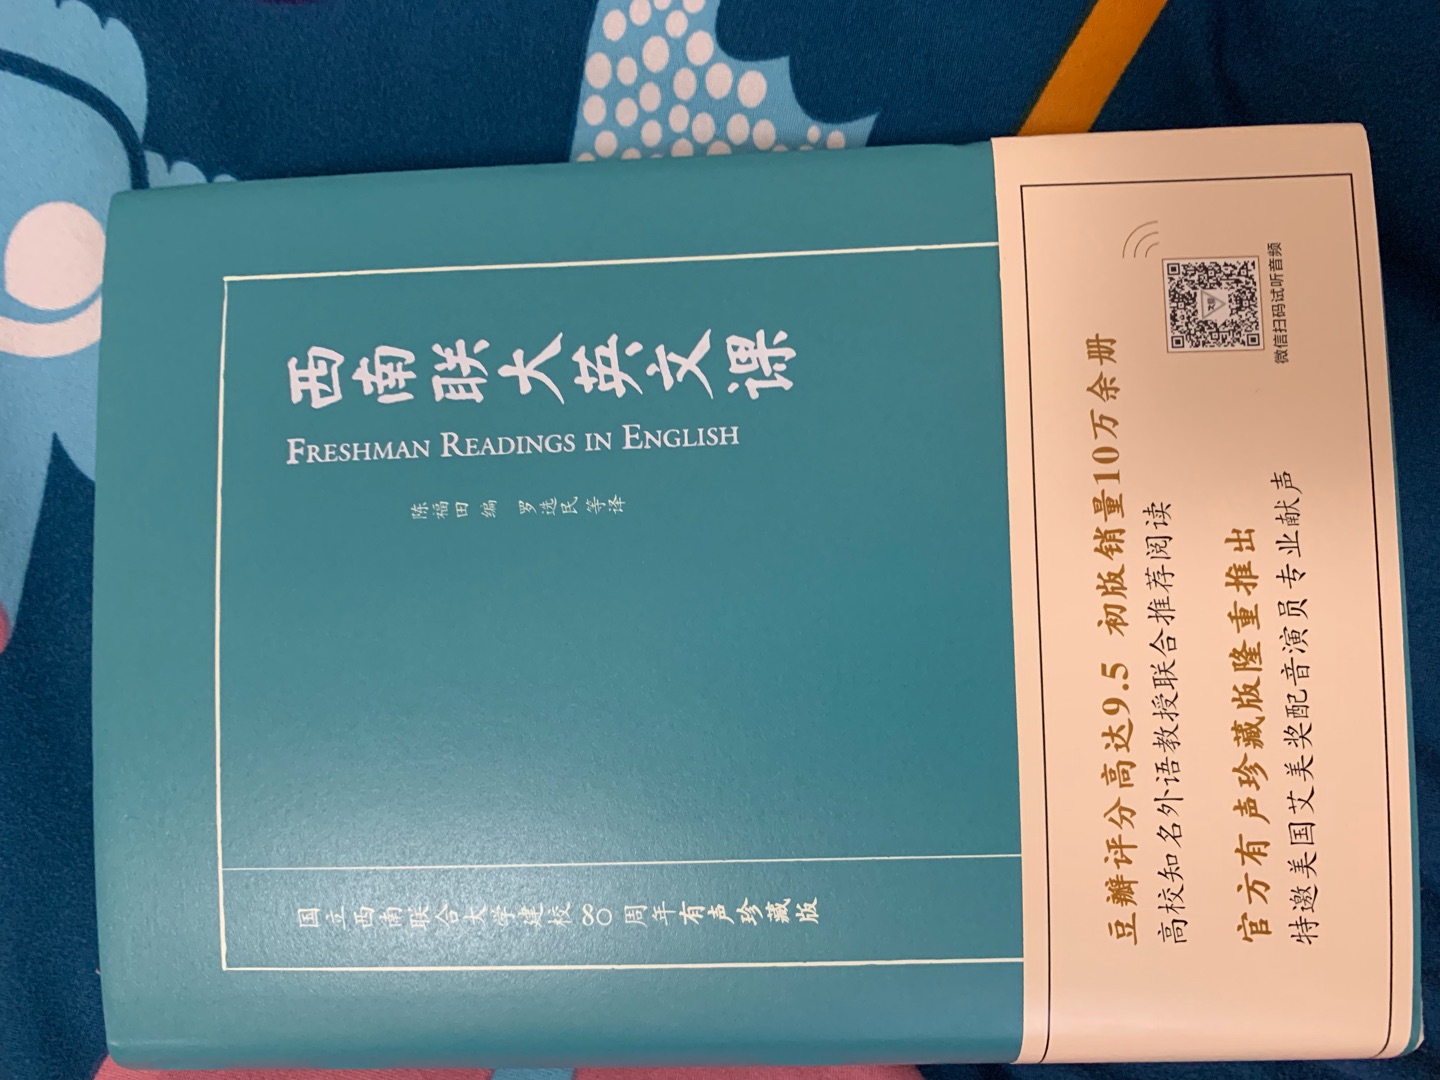 西南联大英文课
FRESHMAN READINGS IN ENGLISH
陈福田 编 罗选民 等译
国立西南联合大学建校80周年有声珍藏版
豆瓣评分高达9.5 初版销量10万余册
高校知名外语教授联合推荐阅读
官方有声珍藏版隆重推出
特邀美国艾美奖配音演员专业献声
微信扫码试听音频